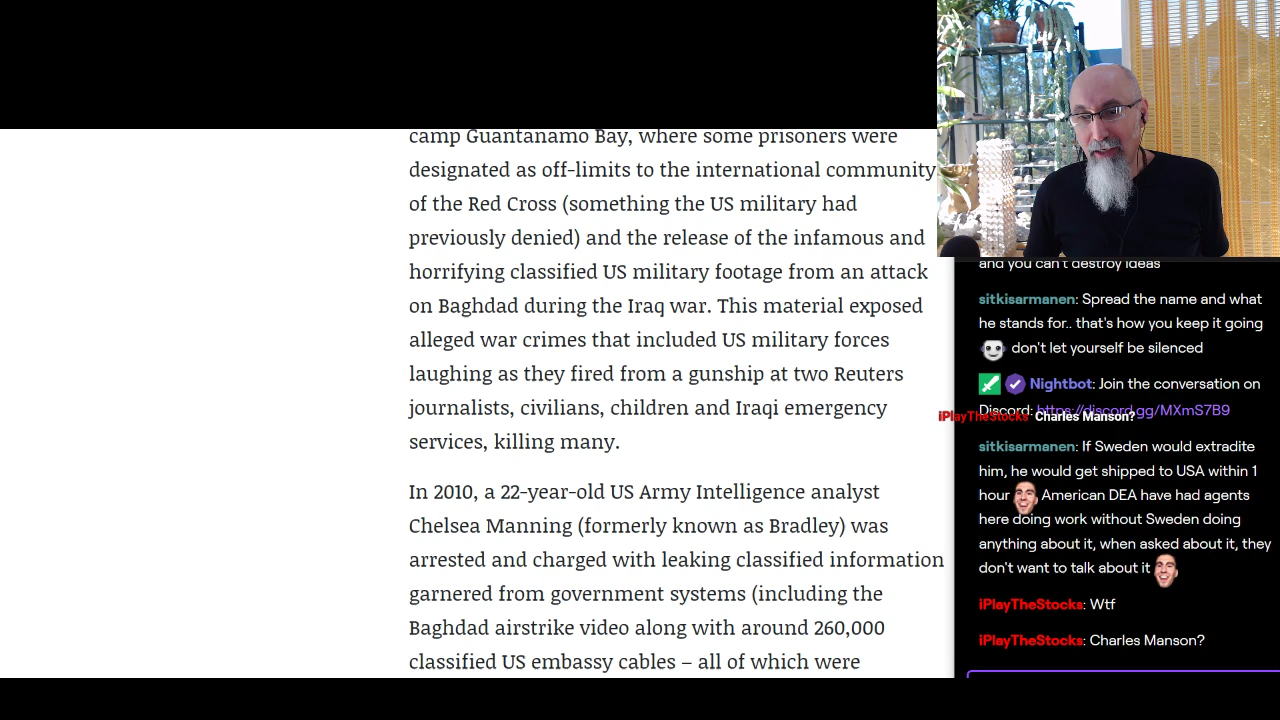 camp Guantanamo Bay, where some prisoners were
designated as off-limits to the international community
of the Red Cross (something the US military had
previously denied) and the release of the infamous and
horrifying classified US military footage from an attack
on Baghdad during the Iraq war. This material exposed
alleged war crimes that included US military forces
laughing as they fired from a gunship at two Reuters
journalists, civilians, children and Iraqi emergency
services, killing many.
In 2010, a 22-year-old US Army Intelligence analyst
Chelsea Manning (formerly known as Bradley) was
arrested and charged with leaking classified information
garnered from government systems (including the
Baghdad airstrike video along with around 260,000
classified US embassy cables – all of which were
and you can't destroy ideas
sitkisarmanen: Spread the name and what
he stands for.. that's how you keep it going
don't let yourself be silenced
Nightbot: Join the conversation on
Discord: https://discord.gg/MXmS7B9
iPlayTheStocks Charles Manson?
sitkisarmanen: If Sweden would extradite
him, he would get shipped to USA within 1
hour American DEA have had agents
here doing work without Sweden doing
anything about it, when asked about it, they
don't want to talk about it
iPlayTheStocks: Wtf
iPlayTheStocks: Charles Manson?